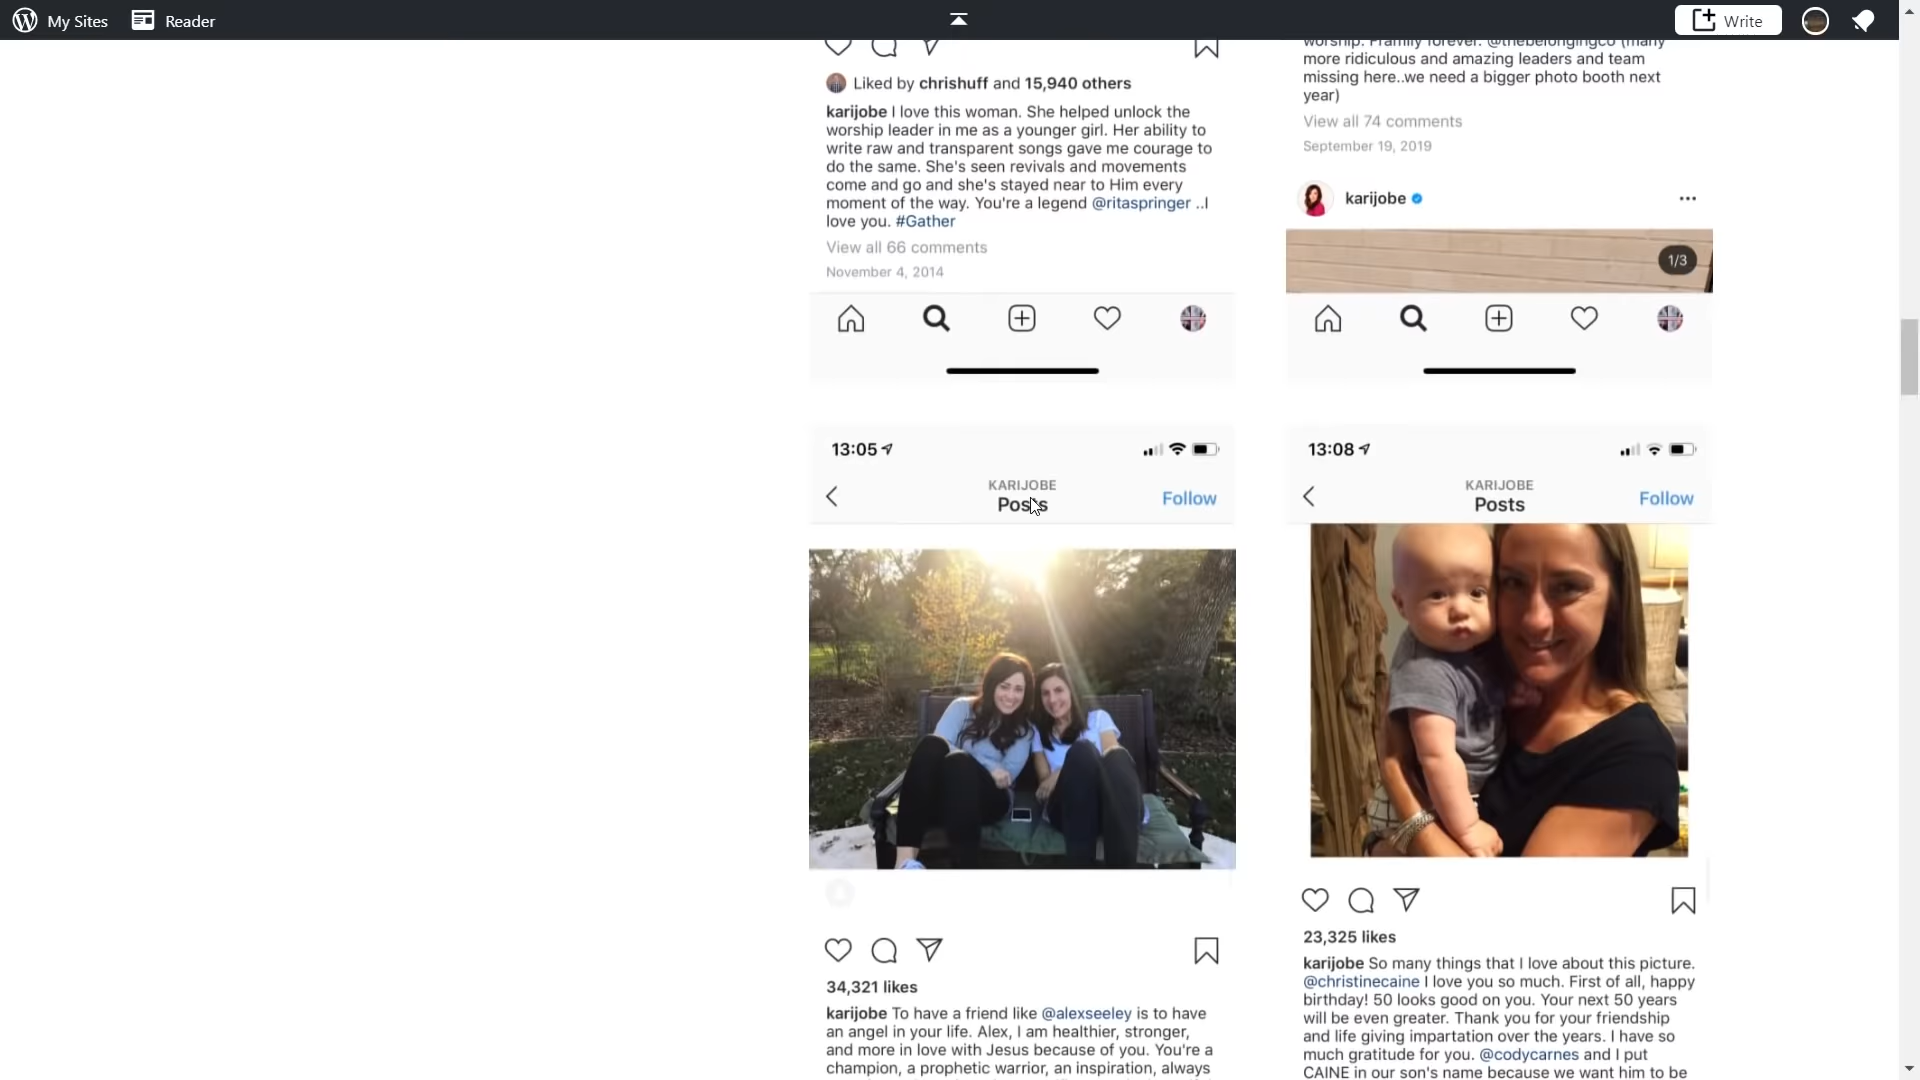 My Sites
Reader
Write
Liked by chrishuff and 15,940 others
karijobe I love this woman. She helped unlock the
worship leader in me as a younger girl. Her ability to
write raw and transparent songs gave me courage to
do the same. She's seen revivals and movements
come and go and she's stayed near to Him every
moment of the way. You're a legend @ritaspringer ..I
love you. #Gather
View all 66 comments
November 4, 2014
worship. Framily forever. @thebelongingco (many
more ridiculous and amazing leaders and team
missing here..we need a bigger photo booth next
year)
View all 74 comments
September 19, 2019
karijobe
1/3
13:05
KARIJOBE
Posts
Follow
34,321 likes
karijobe To have a friend like @alexseeley is to have
an angel in your life. Alex, I am healthier, stronger,
and more in love with Jesus because of you. You're a
champion, a prophetic warrior, an inspiration, always
13:08
KARIJOBE
Posts
Follow
23,325 likes
karijobe So many things that I love about this picture.
@christinecaine I love you so much. First of all, happy
birthday! 50 looks good on you. Your next 50 years
will be even greater. Thank you for your friendship
and life giving impartation over the years. I have so
much gratitude for you. @codycarnes and I put
CAINE in our son's name because we want him to be